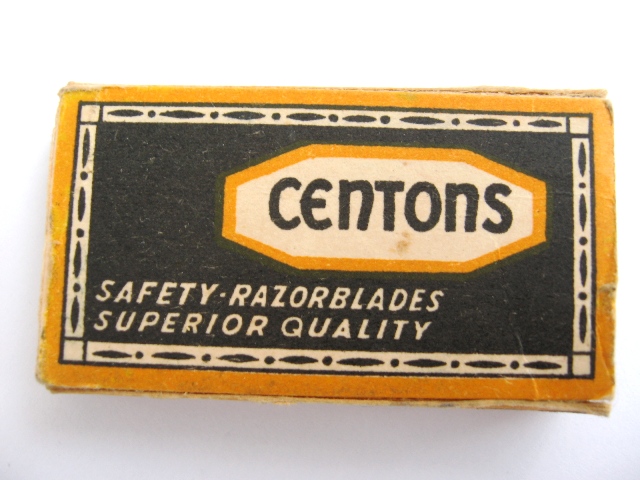 CENTONS
SAFETY-RAZORBLADES
SUPERIOR QUALITY